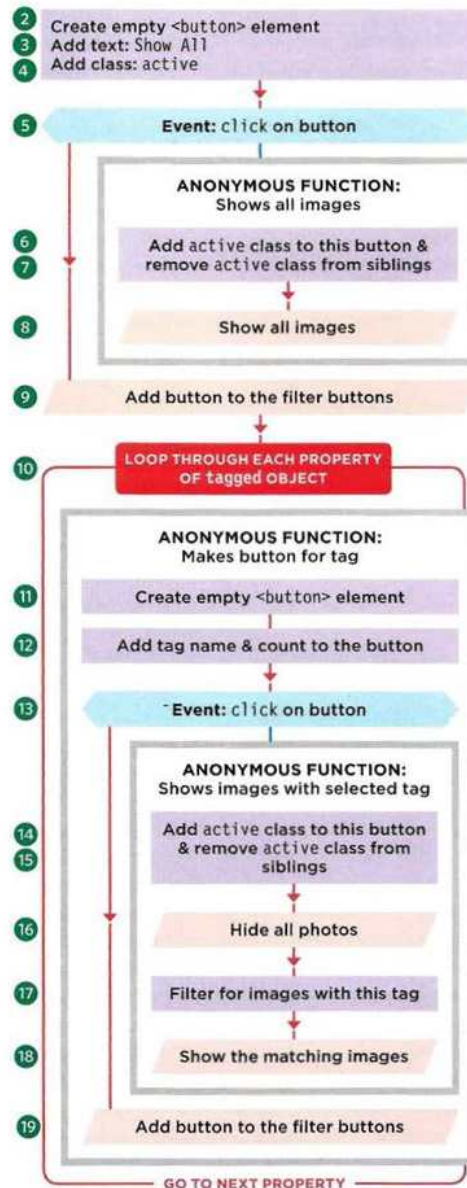 2 Create empty <button> element
3 Add text: Show All
4 Add class: active
5 Event: click on button
ANONYMOUS FUNCTION:
Shows all images
6 Add active class to this button &
7 remove active class from siblings
8 Show all images
9 Add button to the filter buttons
10 LOOP THROUGH EACH PROPERTY
OF tagged OBJECT
ANONYMOUS FUNCTION:
Makes button for tag
11 Create empty <button> element
12 Add tag name & count to the button
13 Event: click on button
ANONYMOUS FUNCTION:
Shows images with selected tag
14 Add active class to this button
15 & remove active class from
siblings
16 Hide all photos
17 Filter for images with this tag
18 Show the matching images
19 Add button to the filter buttons
GO TO NEXT PROPERTY